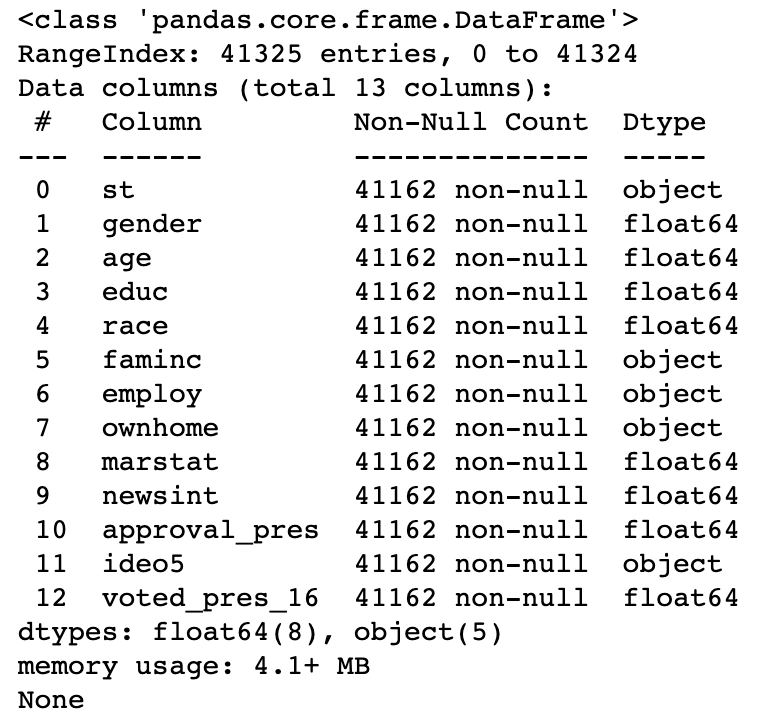 <class 'pandas.core.frame.DataFrame'>
RangeIndex: 41325 entries, 0 to 41324
Data columns (total 13 columns):
 #   Column         Non-Null Count  Dtype
---  ------         --------------  -----
 0   st             41162 non-null  object
 1   gender         41162 non-null  float64
 2   age            41162 non-null  float64
 3   educ           41162 non-null  float64
 4   race           41162 non-null  float64
 5   faminc         41162 non-null  object
 6   employ         41162 non-null  object
 7   ownhome        41162 non-null  object
 8   marstat        41162 non-null  float64
 9   newsint        41162 non-null  float64
 10  approval_pres  41162 non-null  float64
 11  ideo5          41162 non-null  object
 12  voted_pres_16  41162 non-null  float64
dtypes: float64(8), object(5)
memory usage: 4.1+ MB
None